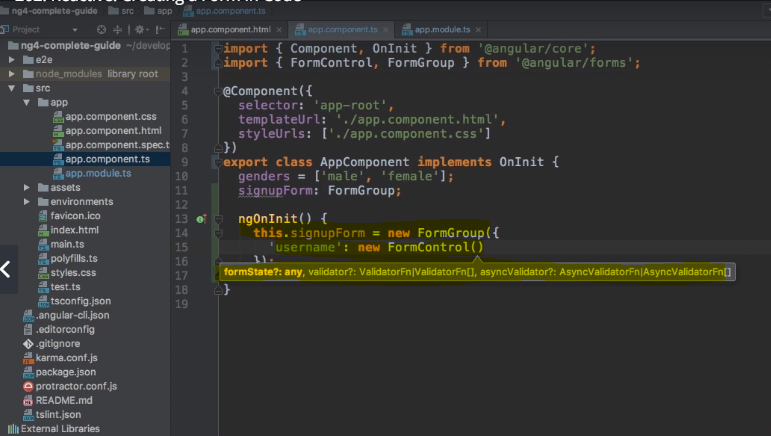 202. Reactive: Creating a Form in Code
ng4-complete-guide src app app.component.ts
Project
app.component.html × app.component.ts × app.module.ts ×
ng4-complete-guide ~/develop
e2e
node_modules library root
src
app
app.component.css
app.component.html
app.component.spec.t
app.component.ts
app.module.ts
assets
environments
favicon.ico
index.html
main.ts
polyfills.ts
styles.css
test.ts
tsconfig.json
.angular-cli.json
.editorconfig
.gitignore
karma.conf.js
package.json
protractor.conf.js
README.md
tslint.json
External Libraries
1 import { Component, OnInit } from '@angular/core';
2 import { FormControl, FormGroup } from '@angular/forms';
3
4 @Component({
5 selector: 'app-root',
6 templateUrl: './app.component.html',
7 styleUrls: ['./app.component.css']
8 })
9 export class AppComponent implements OnInit {
10 genders = ['male', 'female'];
11 signupForm: FormGroup;
12
13 ngOnInit() {
14 this.signupForm = new FormGroup({
15 'username': new FormControl()
16 });
formState?: any, validator?: ValidatorFn|ValidatorFn[], asyncValidator?: AsyncValidatorFn|AsyncValidatorFn[]
17
18 }
19